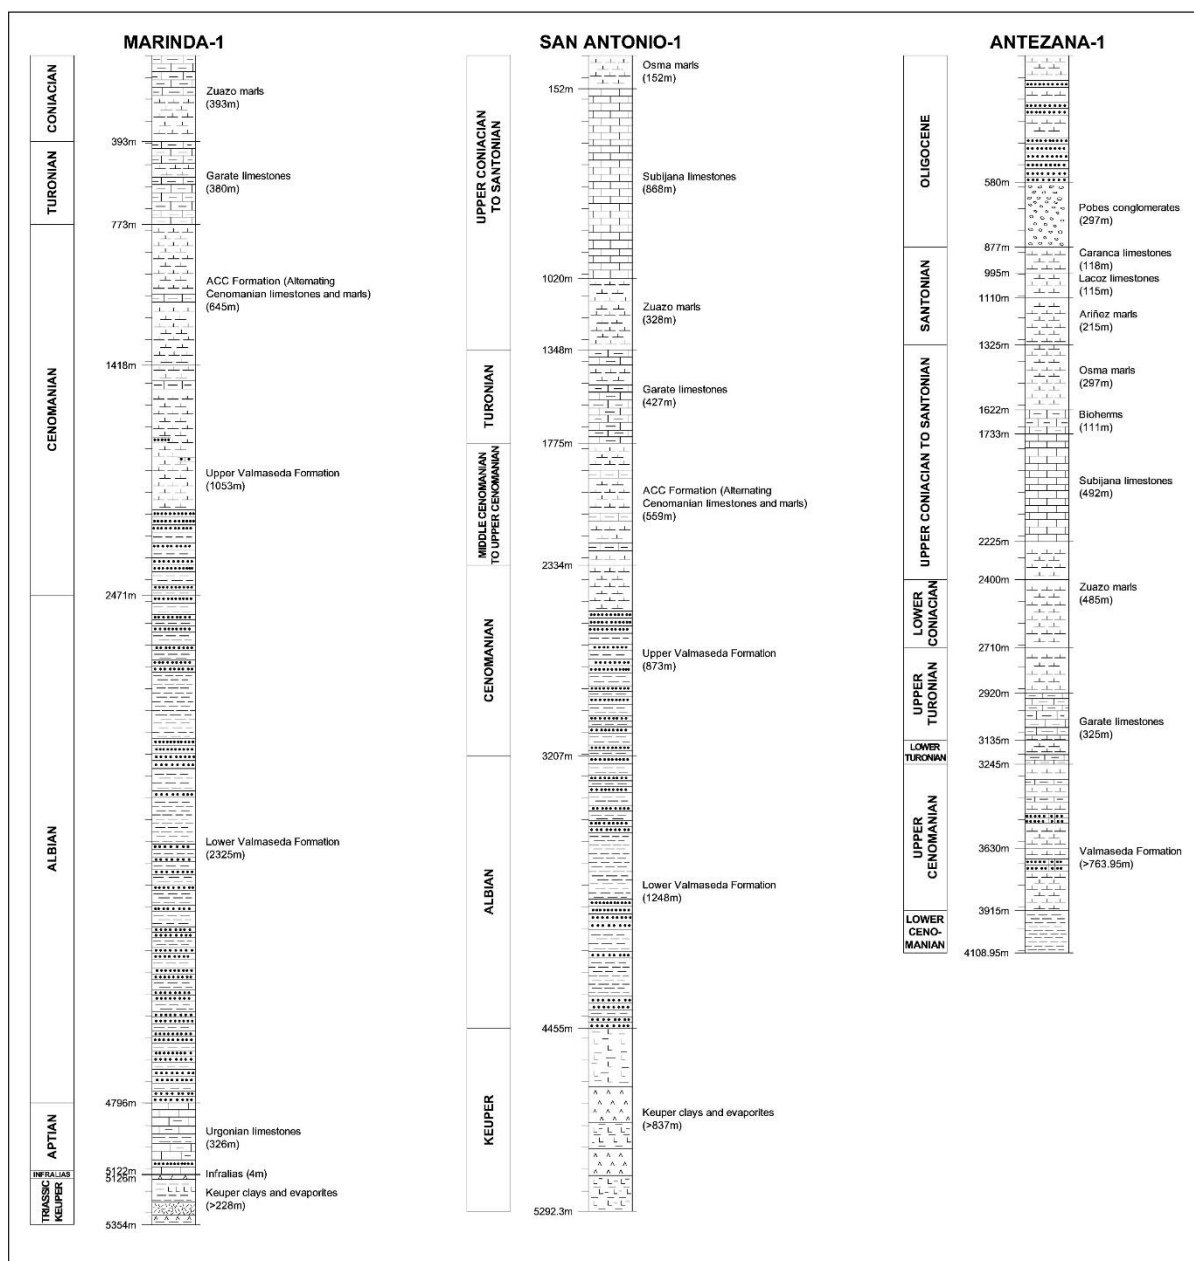 MARINDA-1
CONIACIAN
Zuazo marls
(393m)
393m
TURONIAN
Garate limestones
(380m)
773m
CENOMANIAN
ACC Formation (Alternating
Cenomanian limestones and marls)
(645m)
1418m
Upper Valmaseda Formation
(1053m)
2471m
ALBIAN
Lower Valmaseda Formation
(2325m)
4796m
APTIAN
Urgonian limestones
(326m)
5122m
INFRALIAS
Infralias (4m)
5126m
TRIASSIC
KEUPER
Keuper clays and evaporites
(>228m)
5354m
SAN ANTONIO-1
UPPER CONIACIAN
TO SANTONIAN
Osma marls
(152m)
152m
Subijana limestones
(868m)
1020m
Zuazo marls
(328m)
1348m
TURONIAN
Garate limestones
(427m)
1775m
MIDDLE CENOMANIAN
TO UPPER CENOMANIAN
ACC Formation (Alternating
Cenomanian limestones and marls)
(559m)
2334m
CENOMANIAN
Upper Valmaseda Formation
(873m)
3207m
ALBIAN
Lower Valmaseda Formation
(1248m)
4455m
KEUPER
Keuper clays and evaporites
(>837m)
5292.3m
ANTEZANA-1
OLIGOCENE
580m
Pobes conglomerates
(297m)
877m
SANTONIAN
Caranca limestones
(118m)
995m
Lacoz limestones
(115m)
1110m
Ariñez marls
(215m)
1325m
UPPER CONIACIAN TO SANTONIAN
Osma marls
(297m)
1622m
Bioherms
(111m)
1733m
Subijana limestones
(492m)
2225m
2400m
Zuazo marls
(485m)
LOWER
CONIACIAN
2710m
UPPER
TURONIAN
2920m
Garate limestones
(325m)
3135m
LOWER
TURONIAN
3245m
UPPER
CENOMANIAN
3630m
Valmaseda Formation
(>763.95m)
3915m
LOWER
CENO-
MANIAN
4108.95m